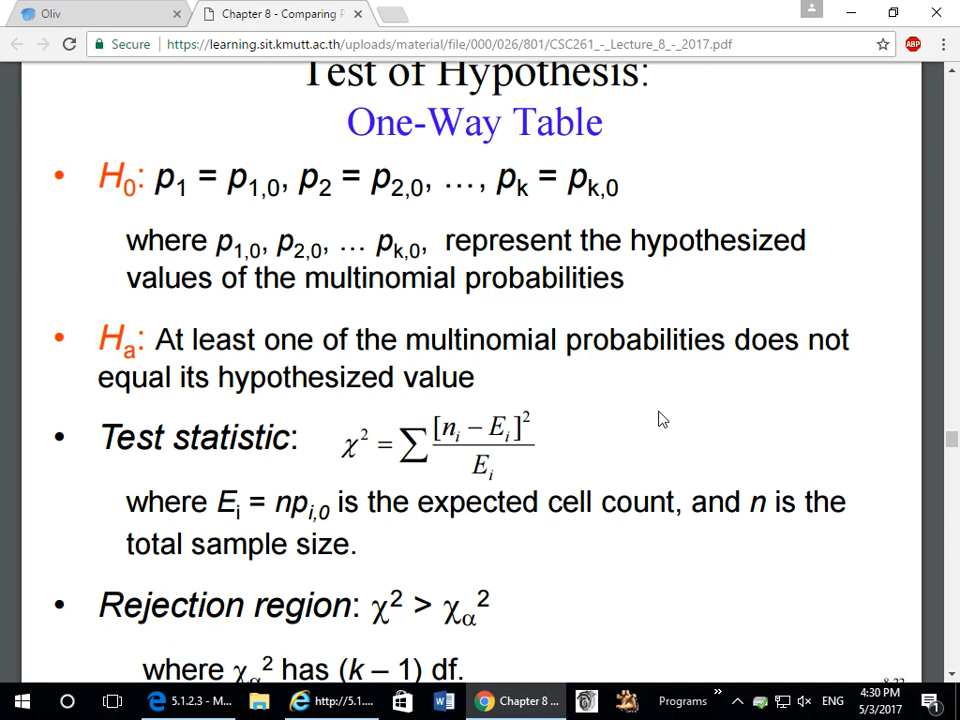 Oliv
Chapter 8 - Comparing P
Secure
https://learning.sit.kmutt.ac.th/uploads/material/file/000/026/801/CSC261_-_Lecture_8_-_2017.pdf
ABP
Test of Hypothesis:
One-Way Table
• H0: p1 = p1,0, p2 = p2,0, …, pk = pk,0
where p1,0, p2,0, … pk,0, represent the hypothesized
values of the multinomial probabilities
• Ha: At least one of the multinomial probabilities does not
equal its hypothesized value
• Test statistic: χ² = ∑ [ni − Ei]² / Ei
where Ei = npi,0 is the expected cell count, and n is the
total sample size.
• Rejection region: χ² > χα²
where χα² has (k – 1) df.
5.1.2.3 - M...
http://5.1....
Chapter 8 ...
Programs
»
ENG
4:30 PM
5/3/2017
1